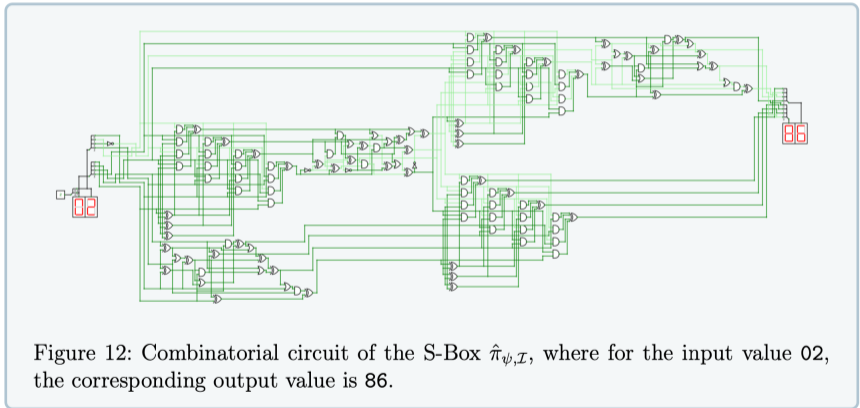 02
86
Figure 12: Combinatorial circuit of the S-Box π̂ψ,ℐ, where for the input value 02,
the corresponding output value is 86.